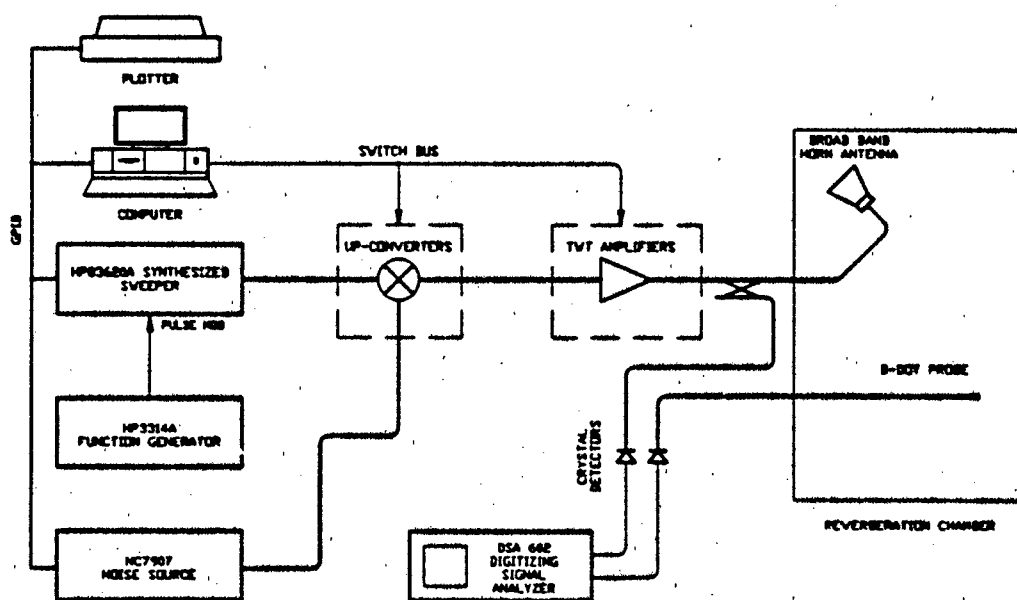 PLOTTER
COMPUTER
GPIB
SWITCH BUS
UP-CONVERTERS
TWT AMPLIFIERS
BROAD BAND
HORN ANTENNA
HP83620A SYNTHESIZED
SWEEPER
PULSE MOD
HP3314A
FUNCTION GENERATOR
NC7907
NOISE SOURCE
CRYSTAL
DETECTORS
DSA 602
DIGITIZING
SIGNAL
ANALYZER
PROBE
REVERBERATION CHAMBER